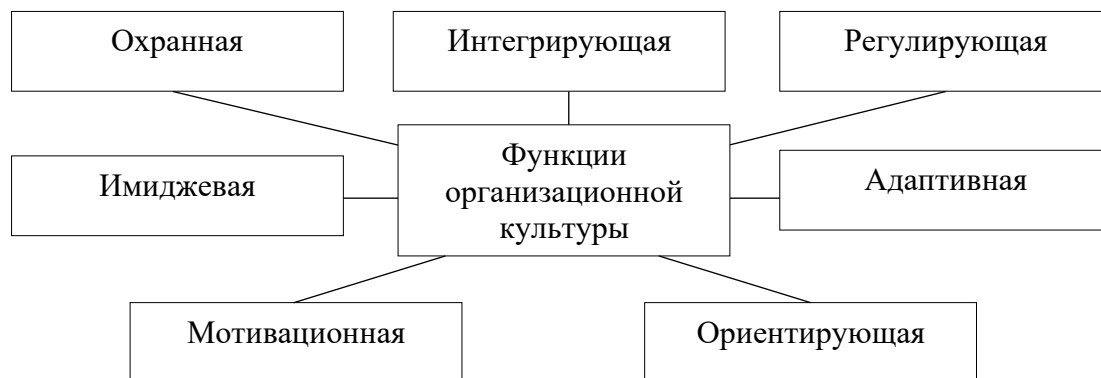 Охранная
Интегрирующая
Регулирующая
Функции
организационной
культуры
Имиджевая
Адаптивная
Мотивационная
Ориентирующая